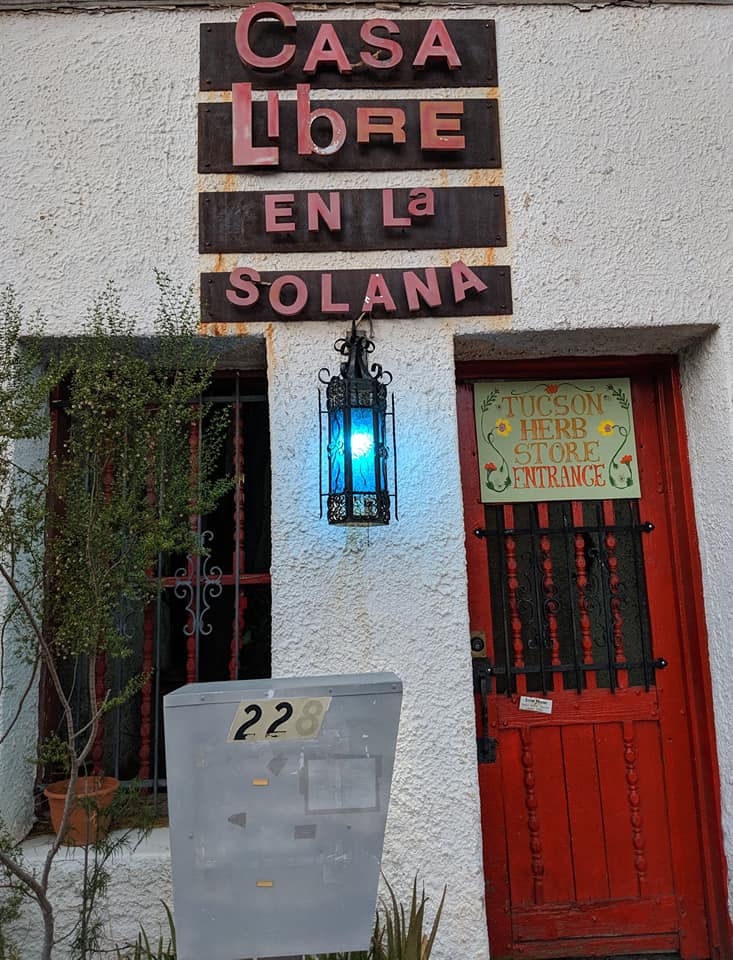 CASA
LIbRE
EN La
SOLANA
TUCSON
HERB
STORE
ENTRANCE
228